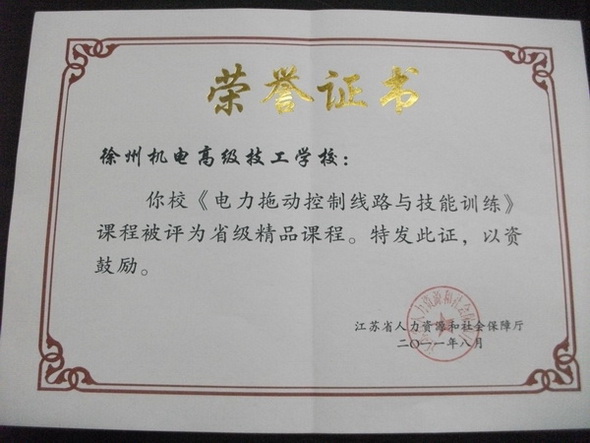 荣誉证书
徐州机电高级技工学校：
你校《电力拖动控制线路与技能训练》
课程被评为省级精品课程。特发此证，以资
鼓励。
江苏省人力资源和社会保障厅
二〇一一年八月